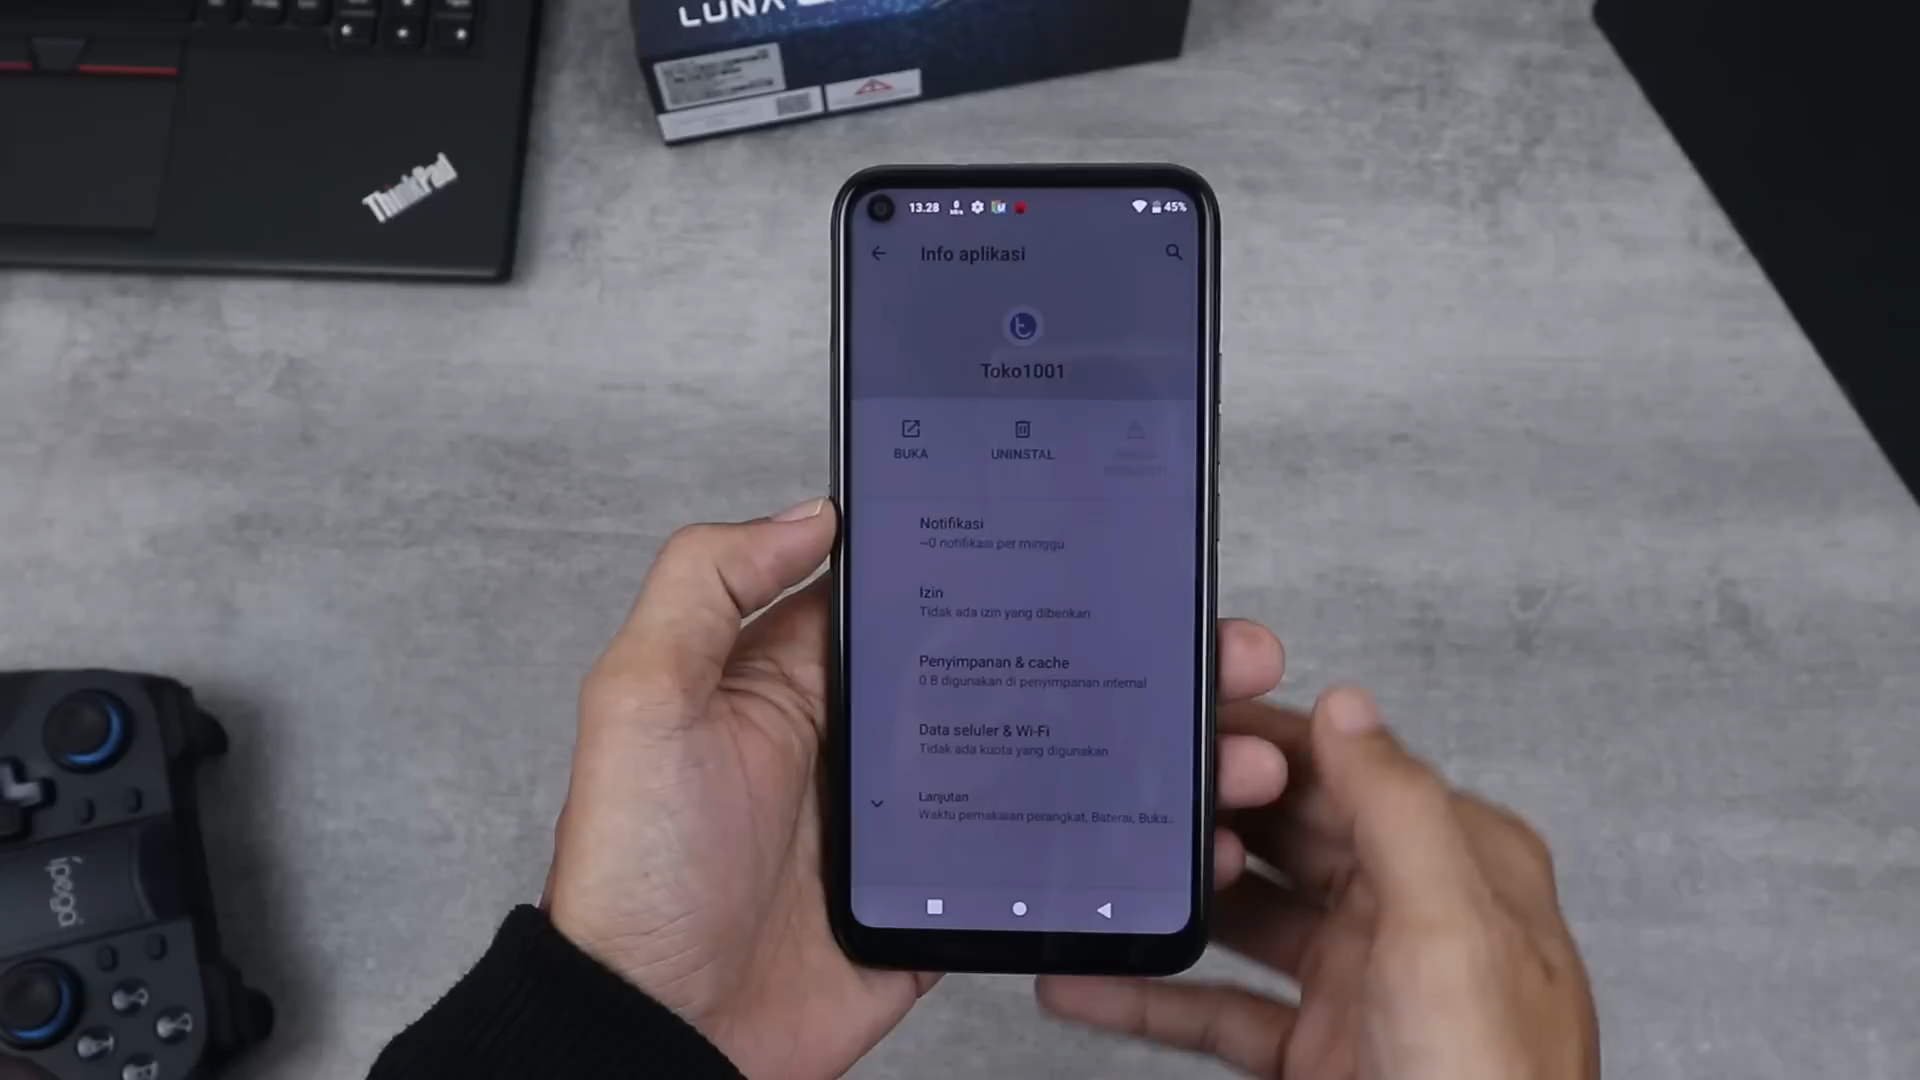 LUNA
ThinkPad
13.28
45%
Info aplikasi
Toko1001
BUKA
UNINSTAL
Notifikasi
~0 notifikasi per minggu
Izin
Tidak ada izin yang diberikan
Penyimpanan & cache
0 B digunakan di penyimpanan internal
Data seluler & Wi-Fi
Tidak ada kuota yang digunakan
Lanjutan
Waktu pemakaian perangkat, Baterai, Buka..
ipega